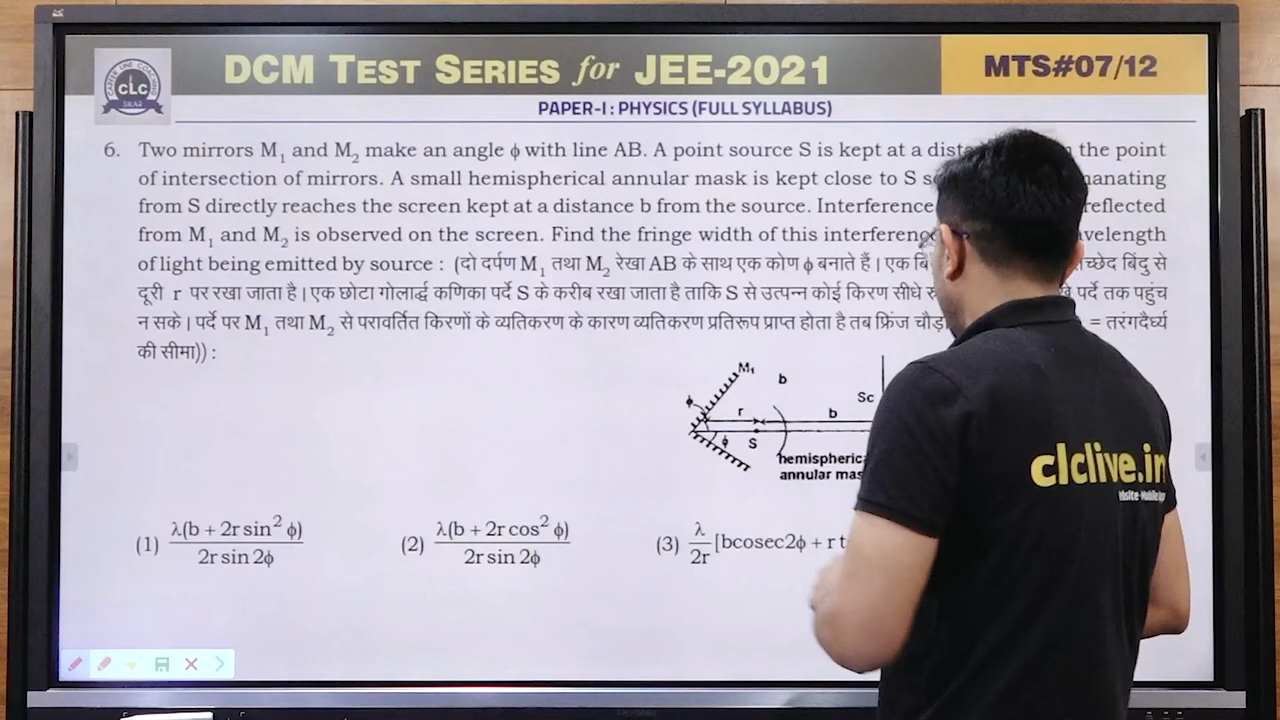 DCM TEST SERIES for JEE-2021
MTS#07/12
CLC
SIKAR
PAPER-I : PHYSICS (FULL SYLLABUS)
6. Two mirrors M1 and M2 make an angle ϕ with line AB. A point source S is kept at a the point
of intersection of mirrors. A small hemispherical annular mask is kept close to S
from S directly reaches the screen kept at a distance b from the source. Interference reflected
from M1 and M2 is observed on the screen. Find the fringe width of this
of light being emitted by source : (दो दर्पण M1 तथा M2 रेखा AB के साथ एक कोण ϕ बनाते हैं। एक
दूरी r पर रखा जाता है। एक छोटा गोलार्द्ध कणिका पर्दे S के करीब रखा जाता है ताकि S से उत्पन्न कोई किरण सीधे पर्दे तक पहुंच
न सके। पर्दे पर M1 तथा M2 से परावर्तित किरणों के व्यतिकरण के कारण व्यतिकरण प्रतिरूप प्राप्त होता है तब फ्रिंज = तरंगदैर्ध्य
की सीमा)) :
M1
b
Sc
ϕ
r
b
ϕ
S
annular
(1) λ(b + 2r sin² ϕ) / 2r sin 2ϕ
(2) λ(b + 2r cos² ϕ) / 2r sin 2ϕ
(3) λ/2r [bcosec2ϕ + r
clclive.in